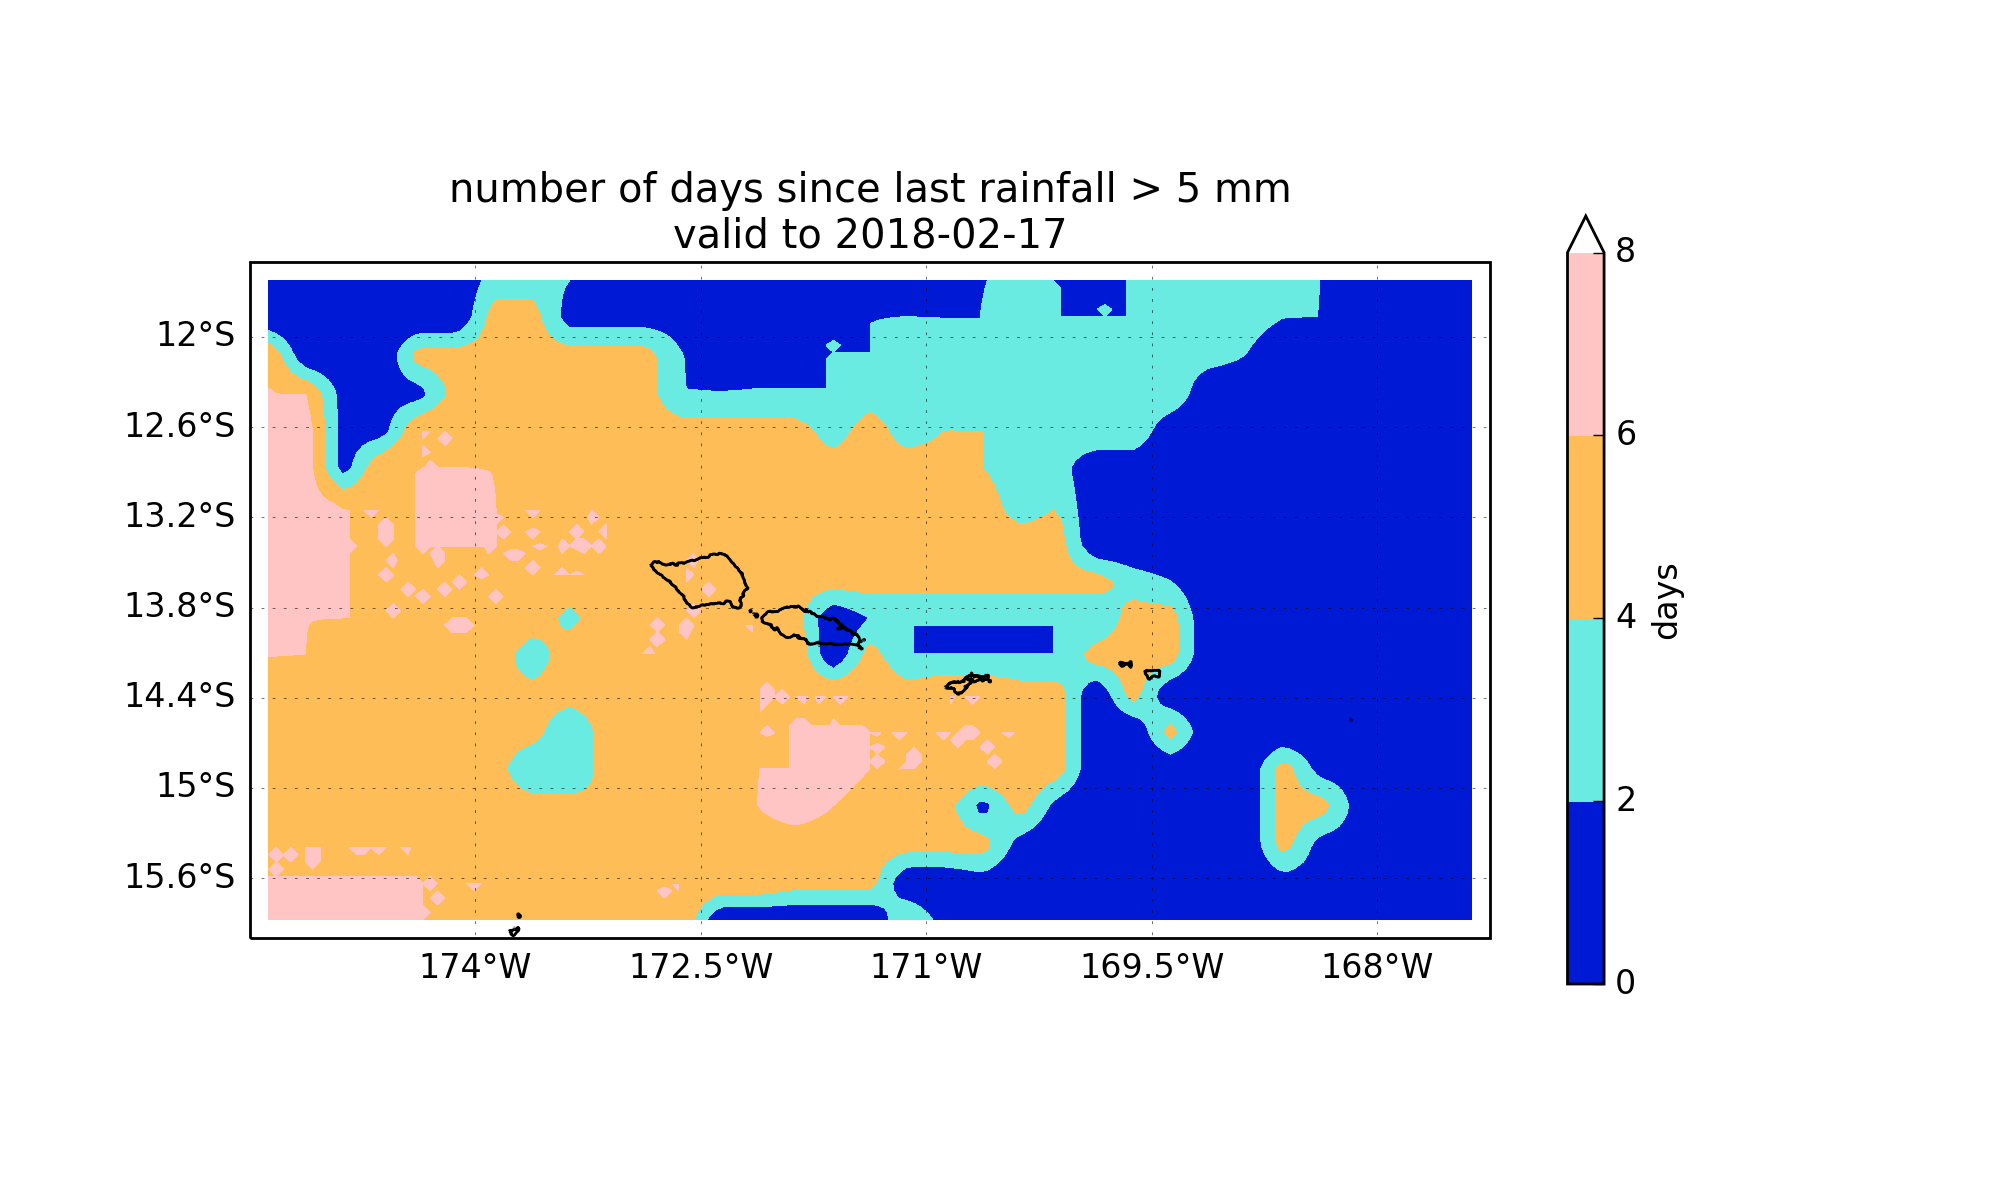 number of days since last rainfall > 5 mm
valid to 2018-02-17
12°S
12.6°S
13.2°S
13.8°S
14.4°S
15°S
15.6°S
174°W
172.5°W
171°W
169.5°W
168°W
8
6
4
2
0
days